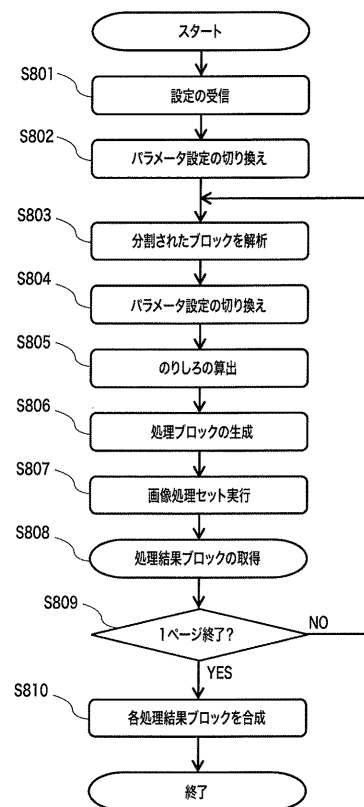 スタート
S801
設定の受信
S802
パラメータ設定の切り換え
S803
分割されたブロックを解析
S804
パラメータ設定の切り換え
S805
のりしろの算出
S806
処理ブロックの生成
S807
画像処理セット実行
S808
処理結果ブロックの取得
S809
1ページ終了?
NO
YES
S810
各処理結果ブロックを合成
終了